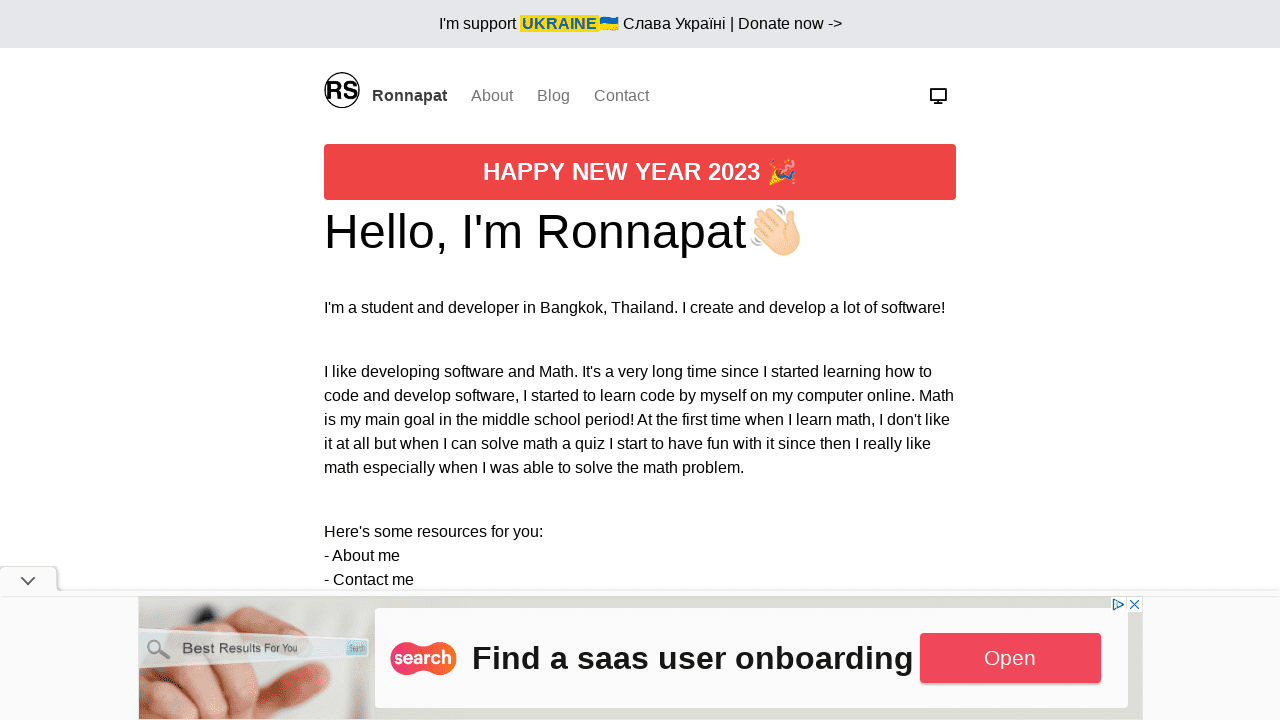 I'm support UKRAINE🇺🇦 Слава Україні | Donate now ->
RS Ronnapat About Blog Contact
HAPPY NEW YEAR 2023 🎉
Hello, I'm Ronnapat👋🏻
I'm a student and developer in Bangkok, Thailand. I create and develop a lot of software!
I like developing software and Math. It's a very long time since I started learning how to
code and develop software, I started to learn code by myself on my computer online. Math
is my main goal in the middle school period! At the first time when I learn math, I don't like
it at all but when I can solve math a quiz I start to have fun with it since then I really like
math especially when I was able to solve the math problem.
Here's some resources for you:
- About me
- Contact me
Best Results For You Search
search Find a saas user onboarding Open